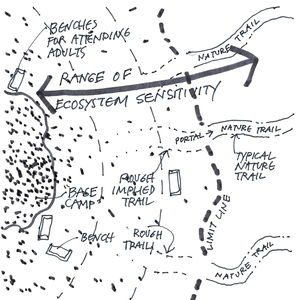 BENCHES
FOR ATTENDING
ADULTS
NATURE TRAIL
RANGE OF
ECOSYSTEM SENSITIVITY
PORTAL
NATURE TRAIL
TYPICAL
NATURE
TRAIL
ROUGH
IMPLIED
TRAIL
BASE
CAMP
BENCH
ROUGH
TRAIL
LIMIT LINE
NATURE TRAIL